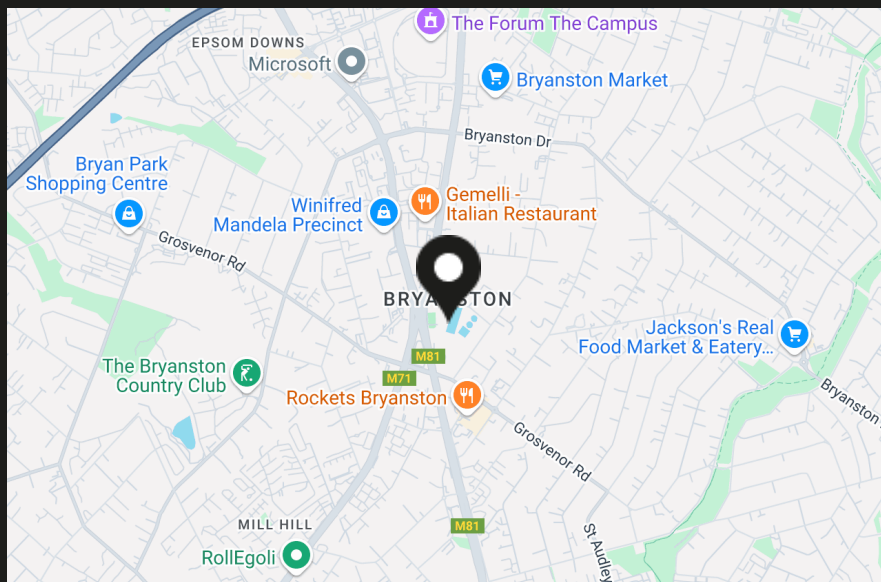 The Forum The Campus
EPSOM DOWNS
Microsoft
Bryanston Market
Bryanston Dr
Bryan Park
Shopping Centre
Winifred
Mandela Precinct
Gemelli -
Italian Restaurant
Grosvenor Rd
BRYANSTON
Jackson's Real
Food Market & Eatery...
M81
M71
The Bryanston
Country Club
Rockets Bryanston
Bryanston
Grosvenor Rd
MILL HILL
M81
St Audley
RollEgoli